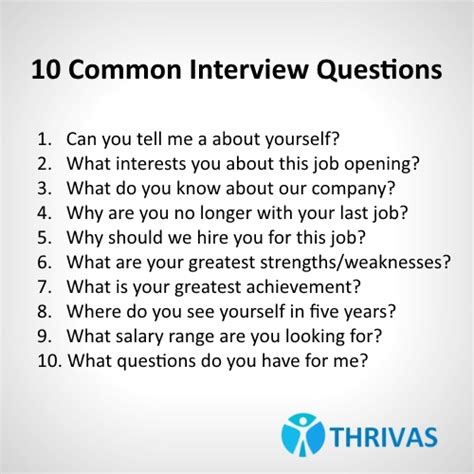 10 Common Interview Questions
1. Can you tell me a about yourself?
2. What interests you about this job opening?
3. What do you know about our company?
4. Why are you no longer with your last job?
5. Why should we hire you for this job?
6. What are your greatest strengths/weaknesses?
7. What is your greatest achievement?
8. Where do you see yourself in five years?
9. What salary range are you looking for?
10. What questions do you have for me?
THRIVAS